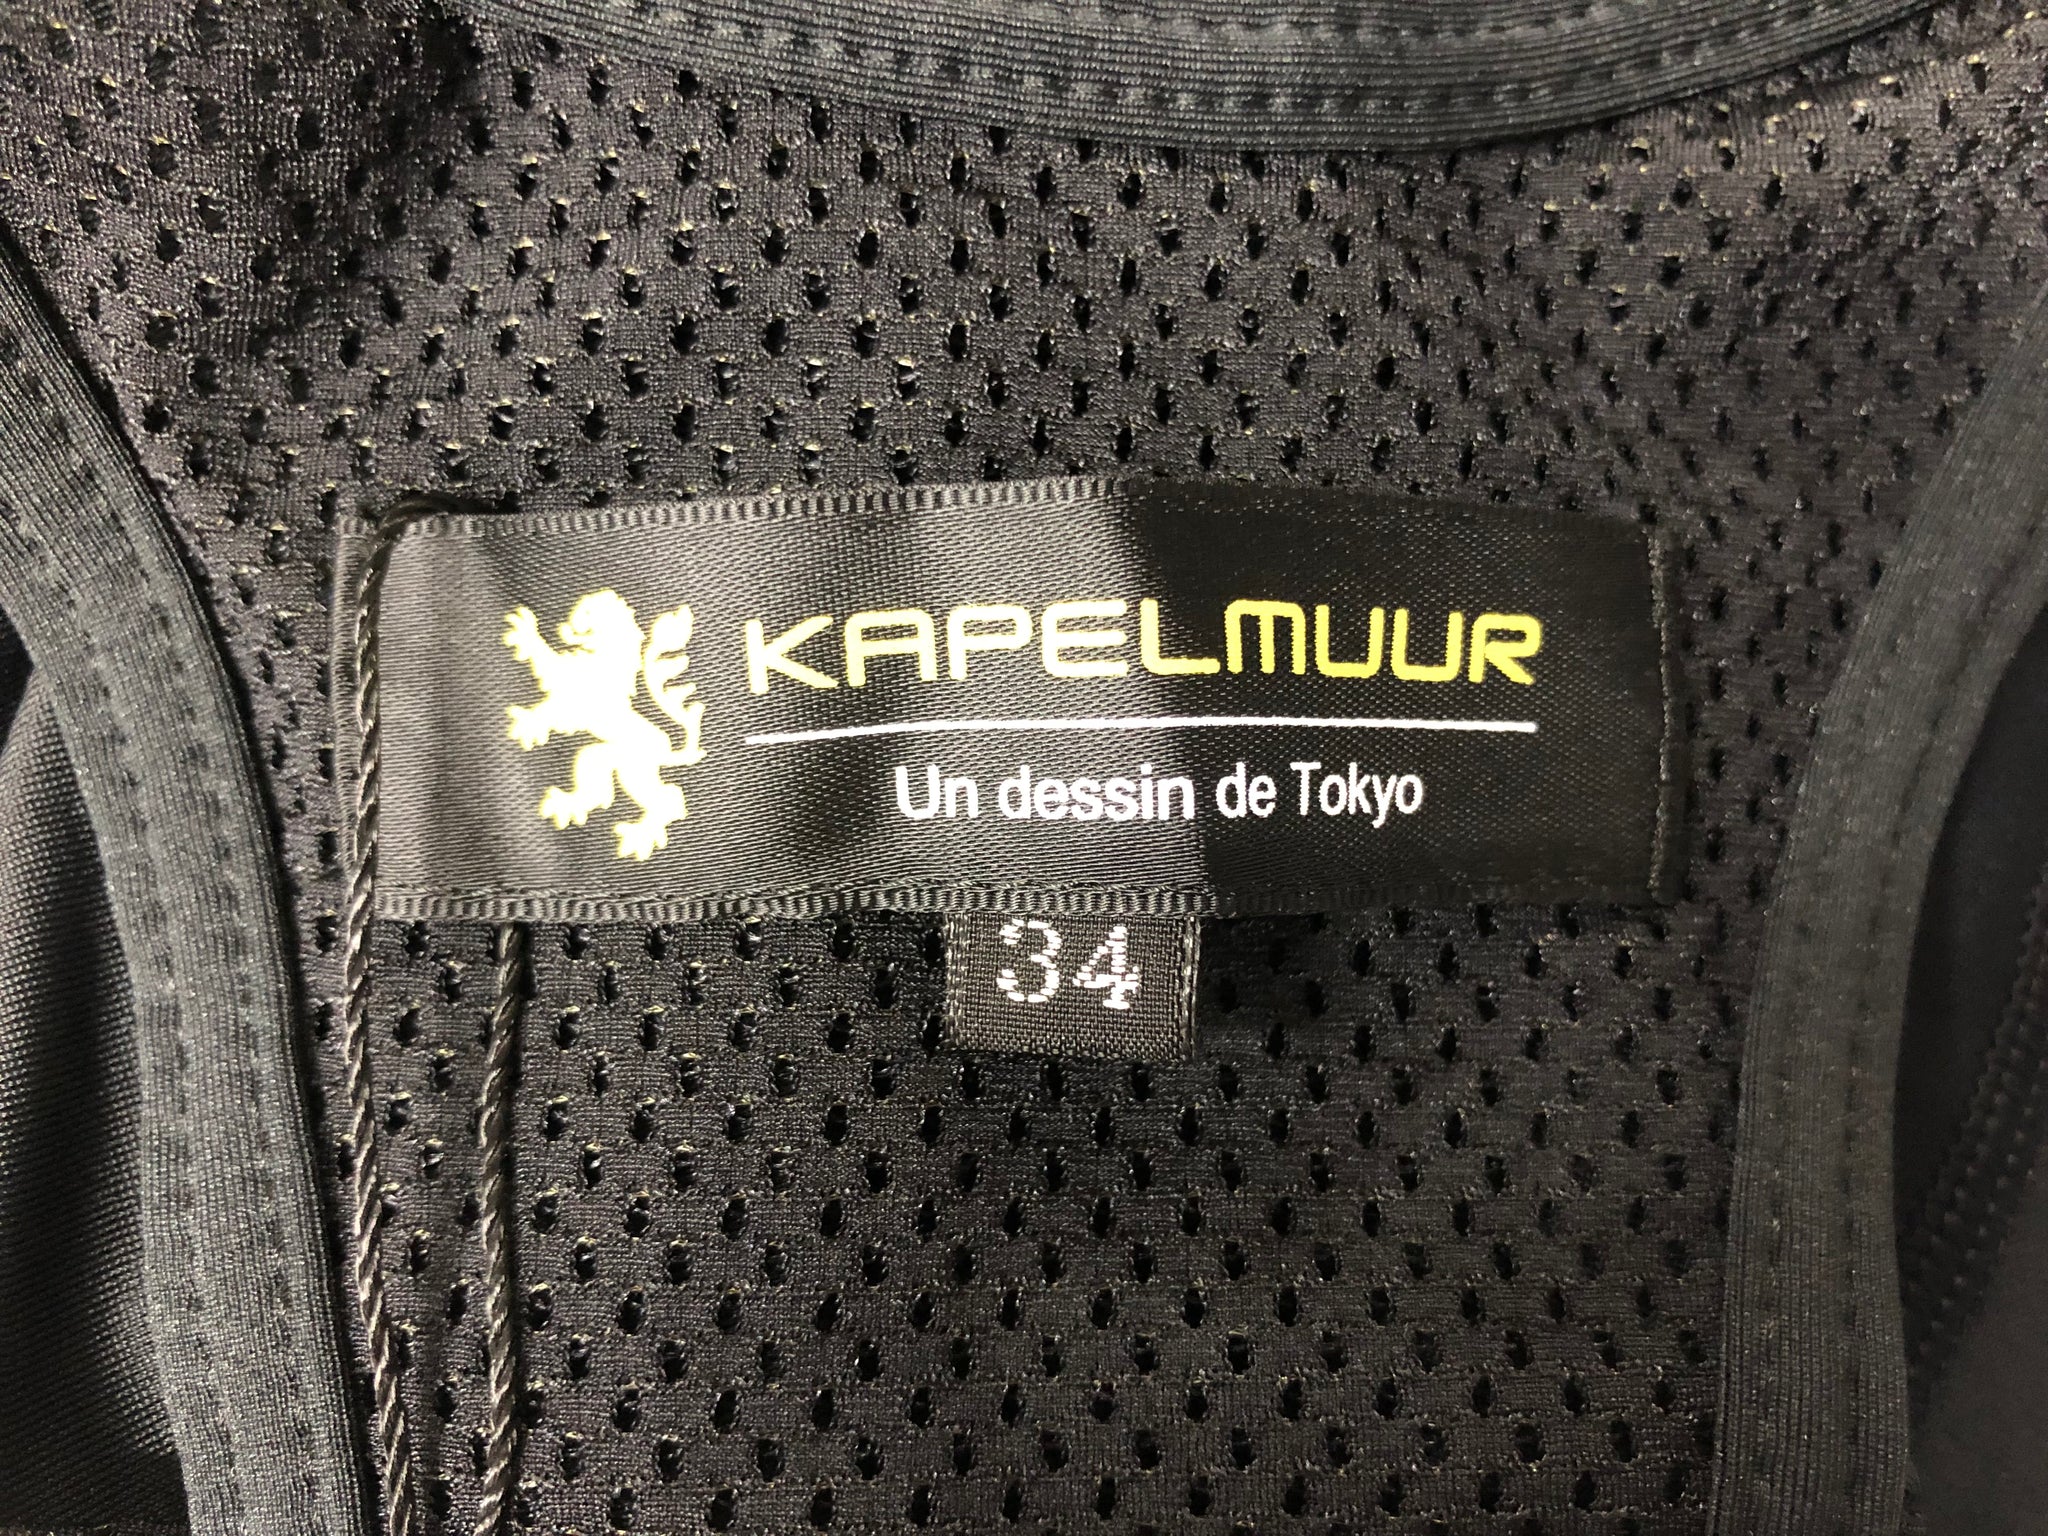 KAPELMUUR
Un dessin de Tokyo
34